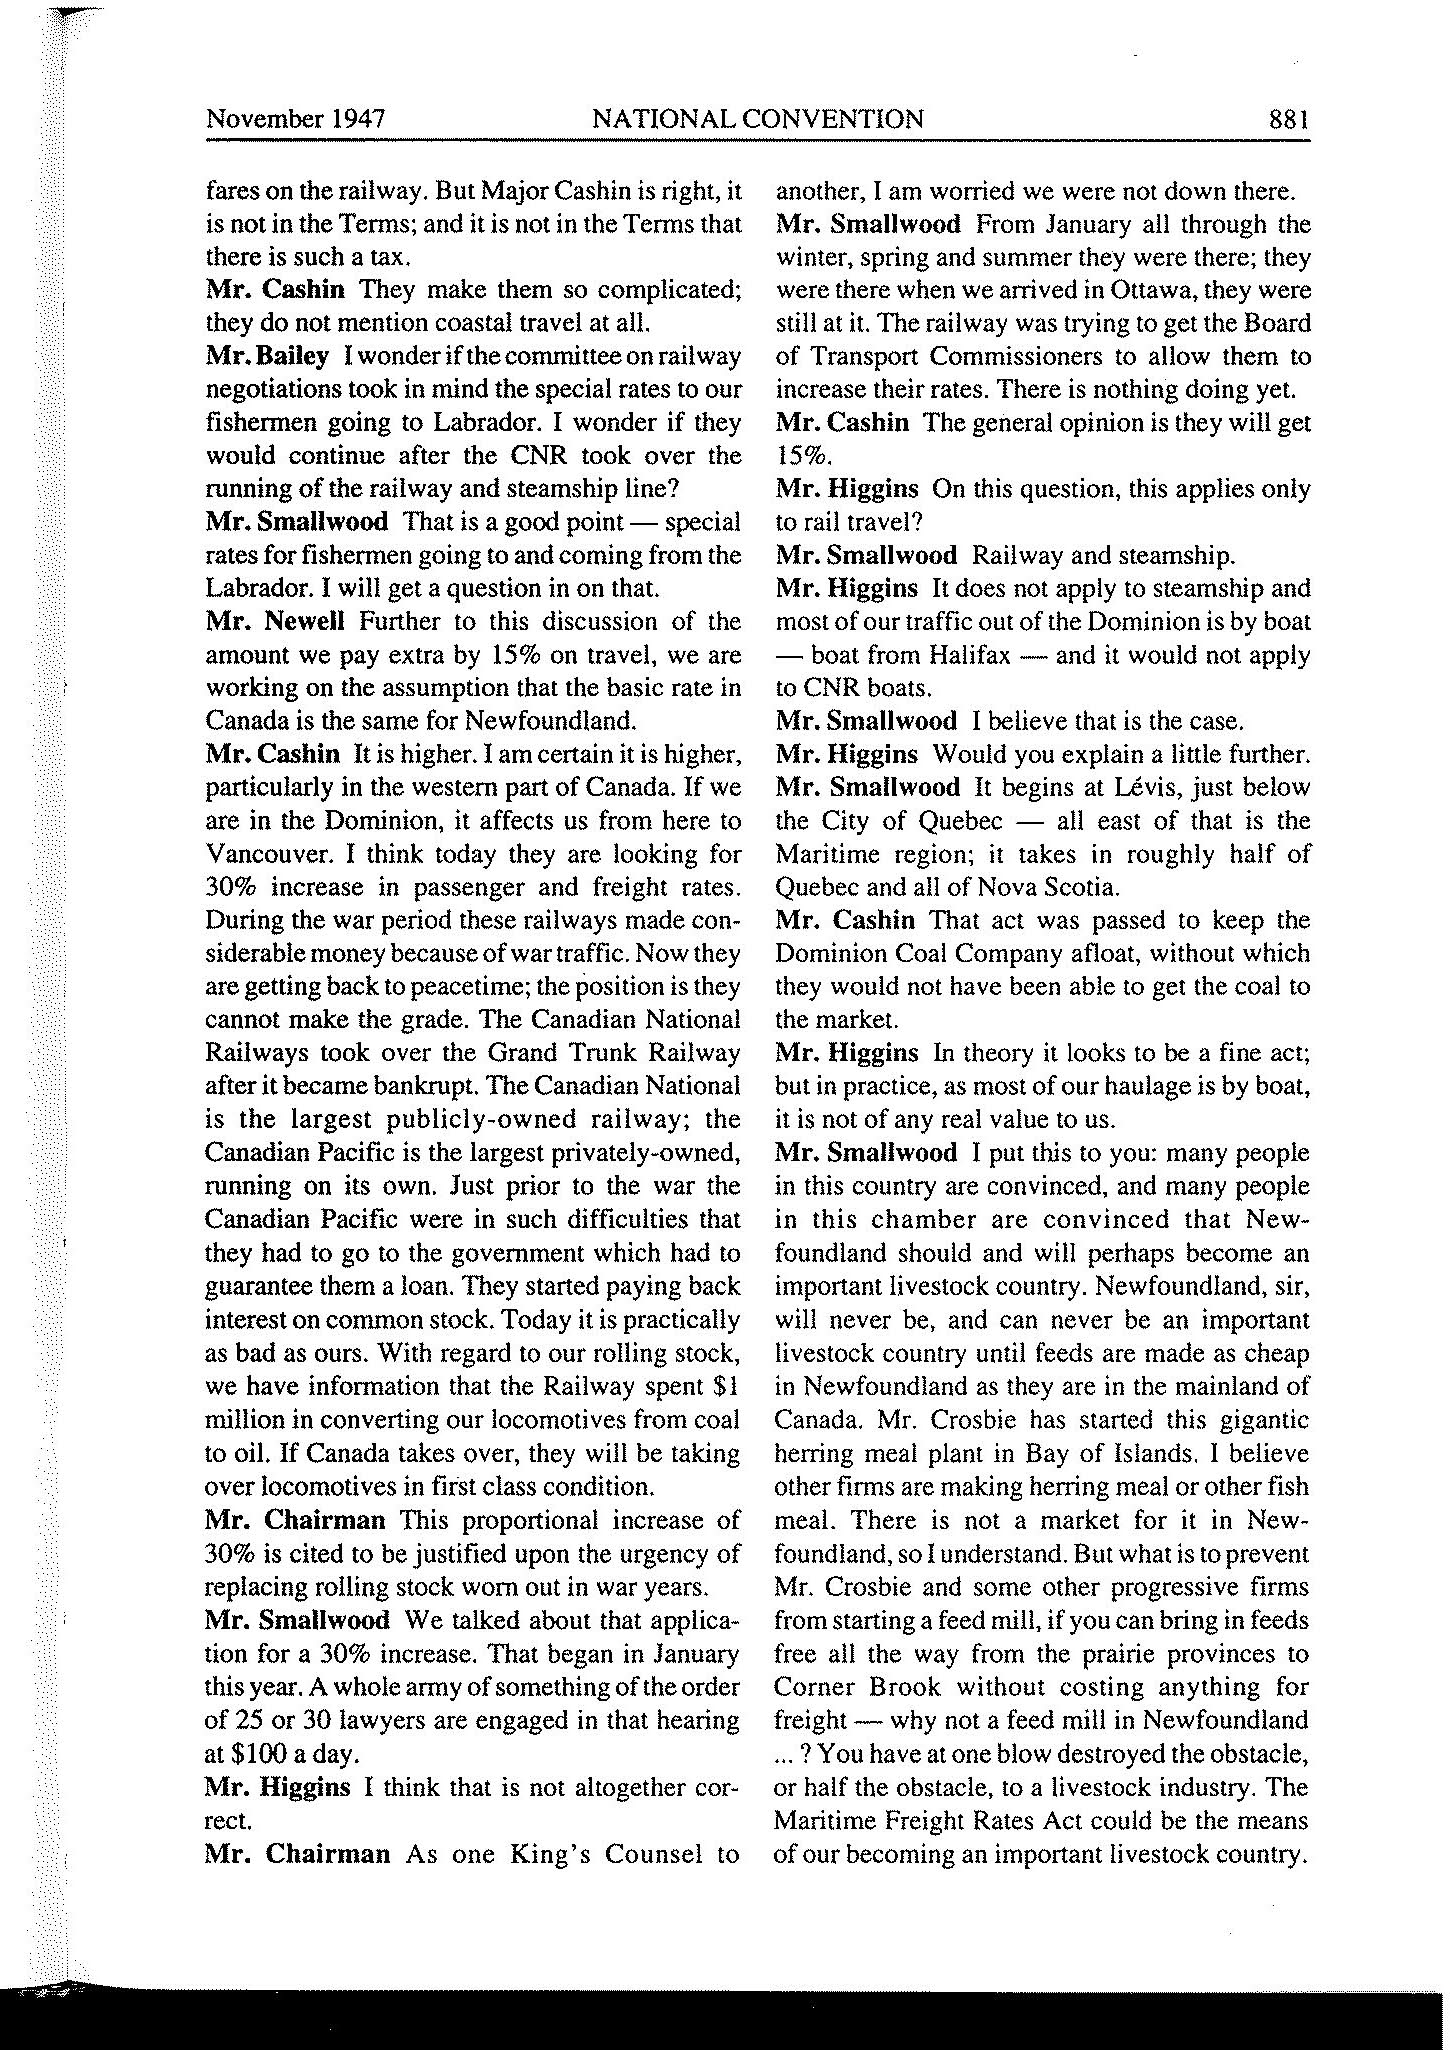 November 1947 NATIONAL CONVENTION 881
fares on the railway. But Major Cashin is right, it
is not in the Terms; and it is not in the Terms that
there is such a tax.
Mr. Cashin They make them so complicated;
they do not mention coastal travel at all.
Mr. Bailey I wonder if the committee on railway
negotiations took in mind the special rates to our
fishermen going to Labrador. I wonder if they
would continue after the CNR took over the
running of the railway and steamship line?
Mr. Smallwood That is a good point — special
rates for fishermen going to and coming from the
Labrador. I will get a question in on that.
Mr. Newell Further to this discussion of the
amount we pay extra by 15% on travel, we are
working on the assumption that the basic rate in
Canada is the same for Newfoundland.
Mr. Cashin It is higher. I am certain it is higher,
particularly in the western part of Canada. If we
are in the Dominion, it affects us from here to
Vancouver. I think today they are looking for
30% increase in passenger and freight rates.
During the war period these railways made con-
siderable money because of war traffic. Now they
are getting back to peacetime; the position is they
cannot make the grade. The Canadian National
Railways took over the Grand Trunk Railway
after it became bankrupt. The Canadian National
is the largest publicly-owned railway; the
Canadian Pacific is the largest privately-owned,
running on its own. Just prior to the war the
Canadian Pacific were in such difficulties that
they had to go to the government which had to
guarantee them a loan. They started paying back
interest on common stock. Today it is practically
as bad as ours. With regard to our rolling stock,
we have information that the Railway spent $1
million in converting our locomotives from coal
to oil. If Canada takes over, they will be taking
over locomotives in first class condition.
Mr. Chairman This proportional increase of
30% is cited to be justified upon the urgency of
replacing rolling stock worn out in war years.
Mr. Smallwood We talked about that applica-
tion for a 30% increase. That began in January
this year. A whole army of something of the order
of 25 or 30 lawyers are engaged in that hearing
at $100 a day.
Mr. Higgins I think that is not altogether cor-
rect.
Mr. Chairman As one King's Counsel to
another, I am worried we were not down there.
Mr. Smallwood From January all through the
winter, spring and summer they were there; they
were there when we arrived in Ottawa, they were
still at it. The railway was trying to get the Board
of Transport Commissioners to allow them to
increase their rates. There is nothing doing yet.
Mr. Cashin The general opinion is they will get
15%.
Mr. Higgins On this question, this applies only
to rail travel?
Mr. Smallwood Railway and steamship.
Mr. Higgins It does not apply to steamship and
most of our traffic out of the Dominion is by boat
— boat from Halifax — and it would not apply
to CNR boats.
Mr. Smallwood I believe that is the case.
Mr. Higgins Would you explain a little further.
Mr. Smallwood It begins at Lévis, just below
the City of Quebec — all east of that is the
Maritime region; it takes in roughly half of
Quebec and all of Nova Scotia.
Mr. Cashin That act was passed to keep the
Dominion Coal Company afloat, without which
they would not have been able to get the coal to
the market.
Mr. Higgins In theory it looks to be a fine act;
but in practice, as most of our haulage is by boat,
it is not of any real value to us.
Mr. Smallwood I put this to you: many people
in this country are convinced, and many people
in this chamber are convinced that New-
foundland should and will perhaps become an
important livestock country. Newfoundland, sir,
will never be, and can never be an important
livestock country until feeds are made as cheap
in Newfoundland as they are in the mainland of
Canada. Mr. Crosbie has started this gigantic
herring meal plant in Bay of Islands. I believe
other firms are making herring meal or other fish
meal. There is not a market for it in New-
foundland, so I understand. But what is to prevent
Mr. Crosbie and some other progressive firms
from starting a feed mill, if you can bring in feeds
free all the way from the prairie provinces to
Corner Brook without costing anything for
freight — why not a feed mill in Newfoundland
... ? You have at one blow destroyed the obstacle,
or half the obstacle, to a livestock industry. The
Maritime Freight Rates Act could be the means
of our becoming an important livestock country.